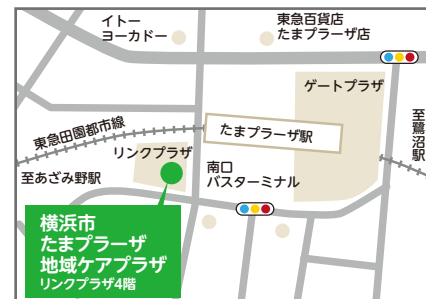 イトー
ヨーカドー
東急百貨店
たまプラーザ店
ゲートプラザ
東急田園都市線
たまプラーザ駅
至鷺沼駅
リンクプラザ
至あざみ野駅
南口
バスターミナル
横浜市
たまプラーザ
地域ケアプラザ
リンクプラザ4階